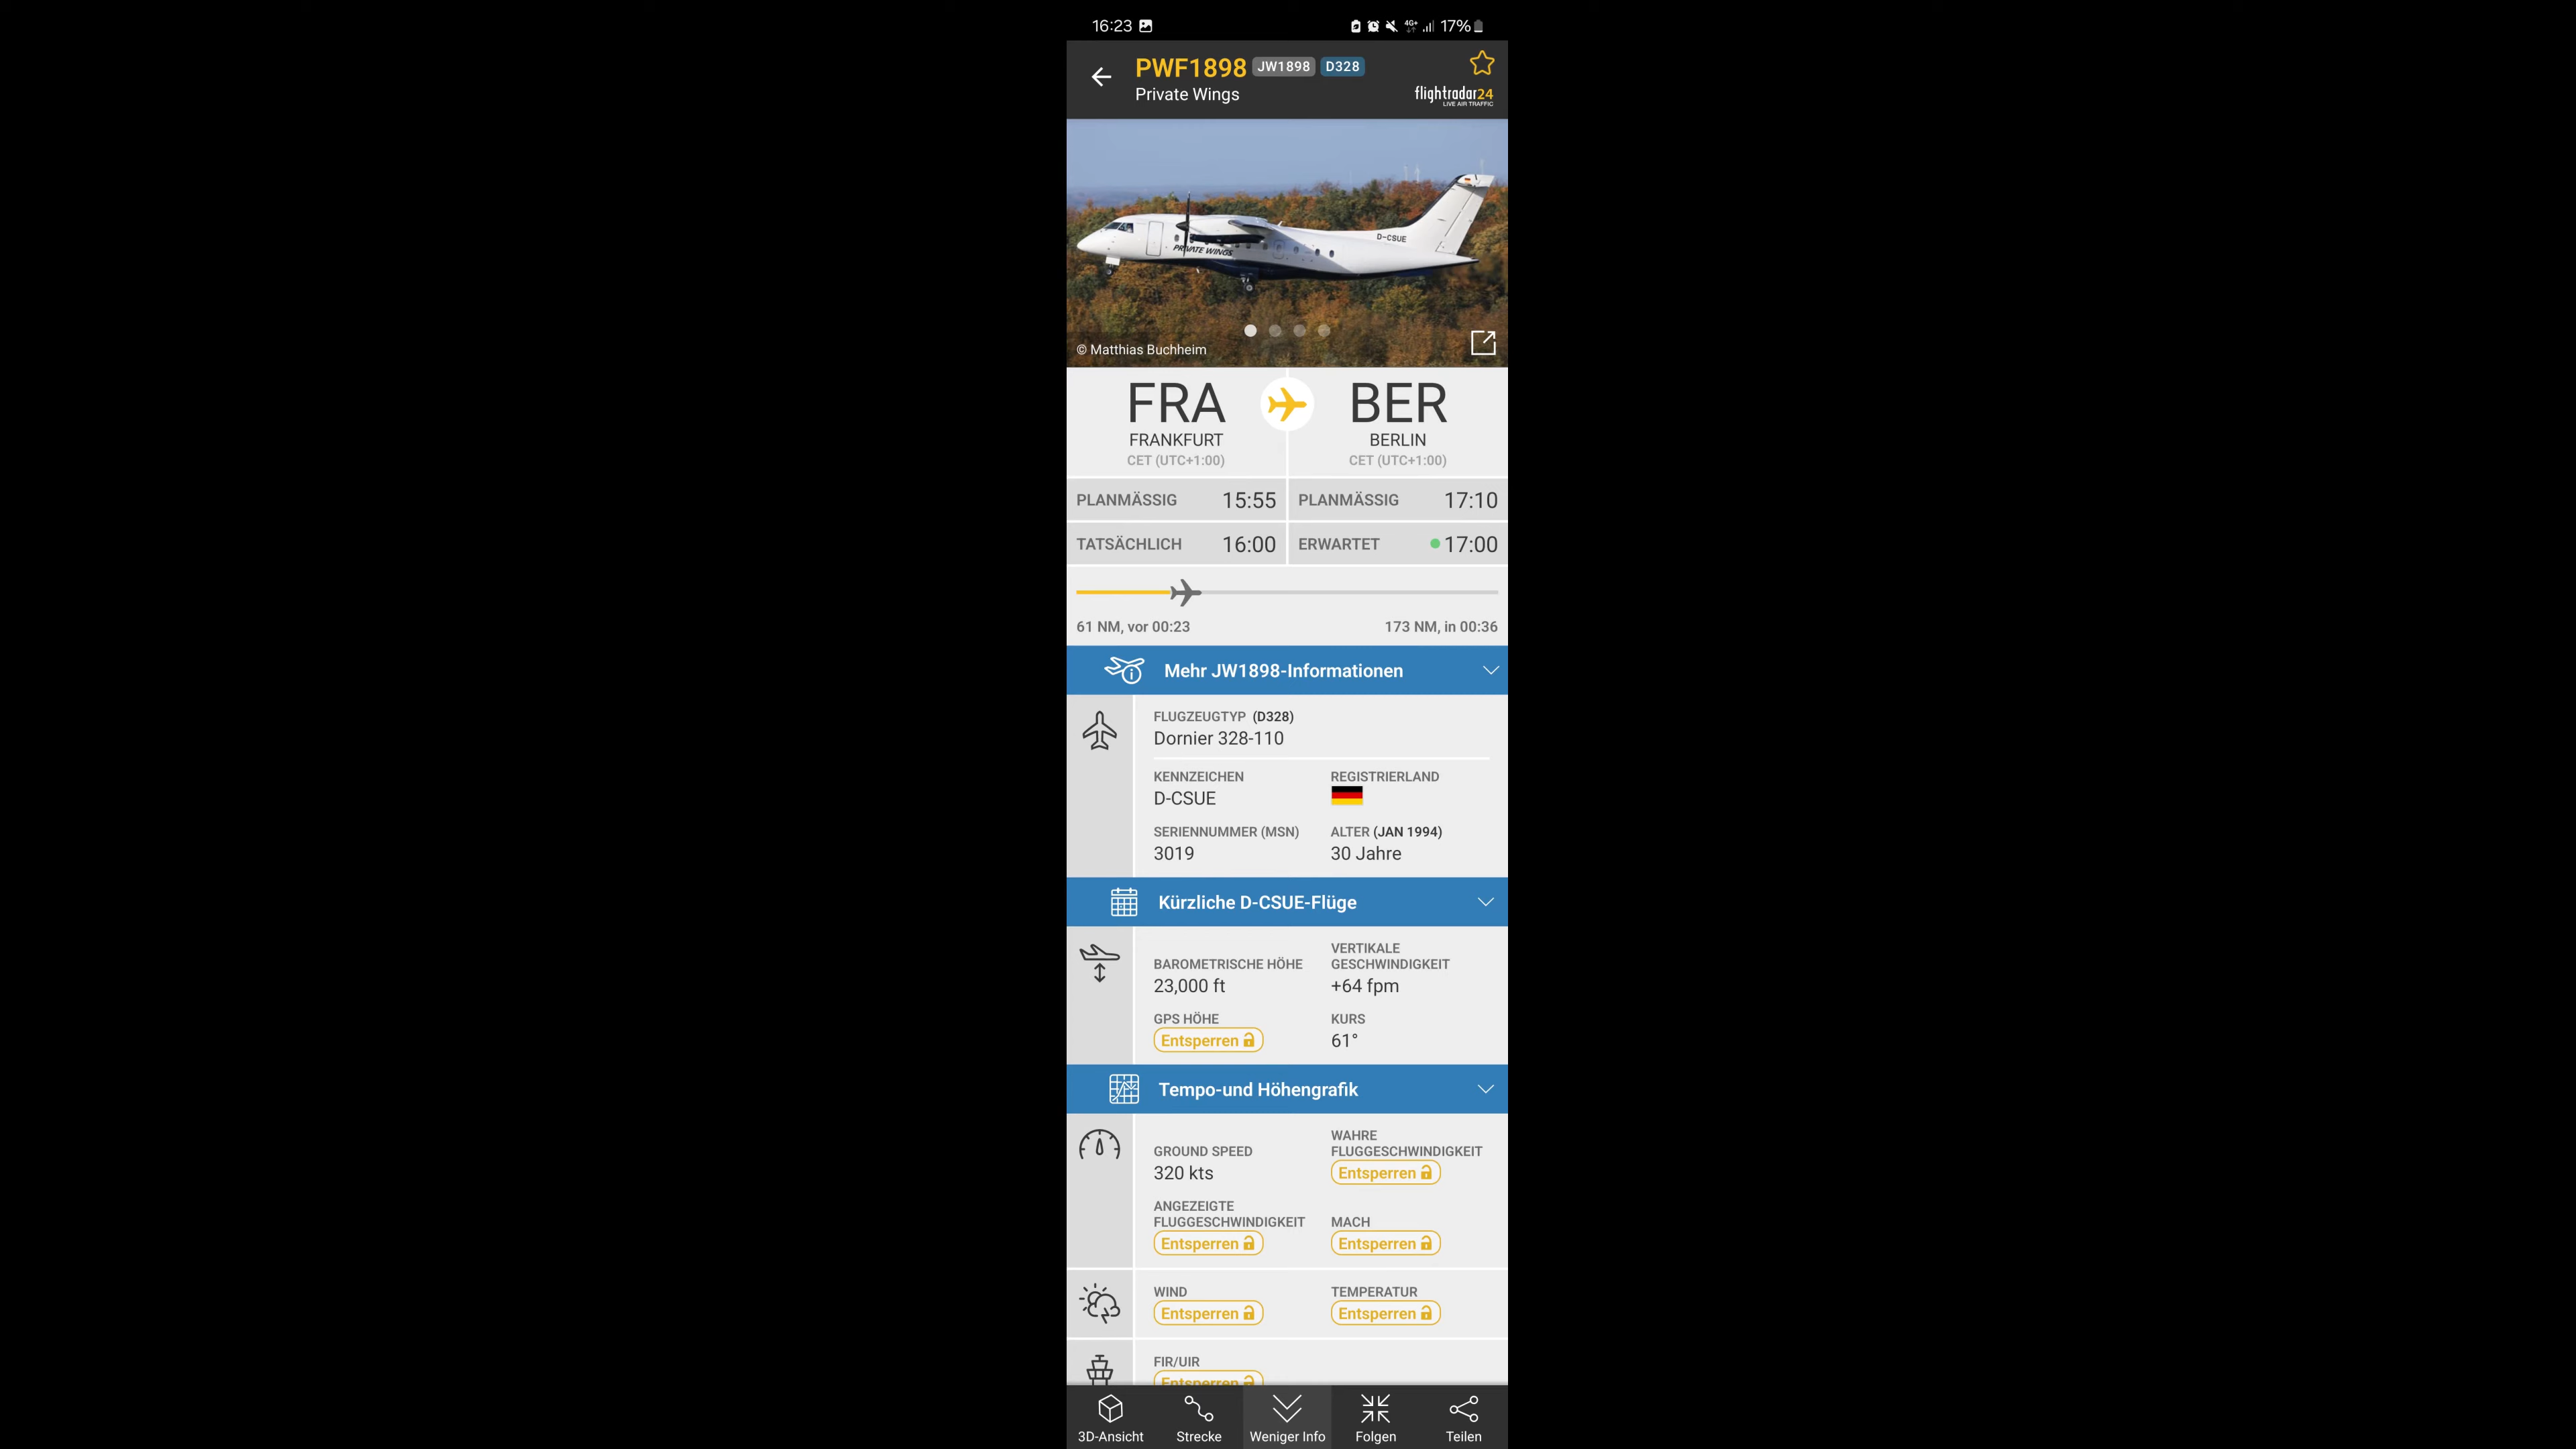 16:23 4G+ 17%
PWF1898 JW1898 D328
Private Wings
flightradar24
LIVE AIR TRAFFIC
D-CSUE
PRIVATE WINGS
© Matthias Buchheim
FRA BER
FRANKFURT BERLIN
CET (UTC+1:00) CET (UTC+1:00)
PLANMÄSSIG 15:55 PLANMÄSSIG 17:10
TATSÄCHLICH 16:00 ERWARTET 17:00
61 NM, vor 00:23 173 NM, in 00:36
Mehr JW1898-Informationen
FLUGZEUGTYP (D328)
Dornier 328-110
KENNZEICHEN REGISTRIERLAND
D-CSUE
SERIENNUMMER (MSN) ALTER (JAN 1994)
3019 30 Jahre
Kürzliche D-CSUE-Flüge
VERTIKALE
BAROMETRISCHE HÖHE GESCHWINDIGKEIT
23,000 ft +64 fpm
GPS HÖHE KURS
Entsperren 61°
Tempo-und Höhengrafik
WAHRE
GROUND SPEED FLUGGESCHWINDIGKEIT
320 kts Entsperren
ANGEZEIGTE
FLUGGESCHWINDIGKEIT MACH
Entsperren Entsperren
WIND TEMPERATUR
Entsperren Entsperren
FIR/UIR
Entsperren
3D-Ansicht Strecke Weniger Info Folgen Teilen